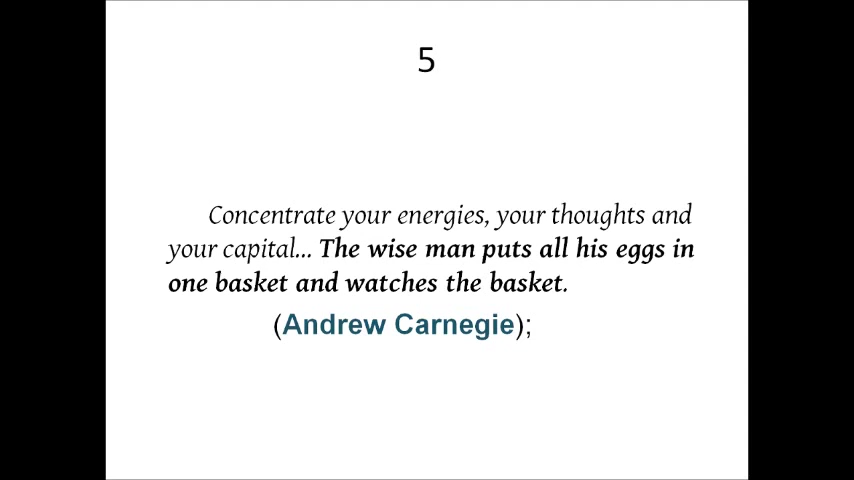 5
Concentrate your energies, your thoughts and
your capital... The wise man puts all his eggs in
one basket and watches the basket.
(Andrew Carnegie);